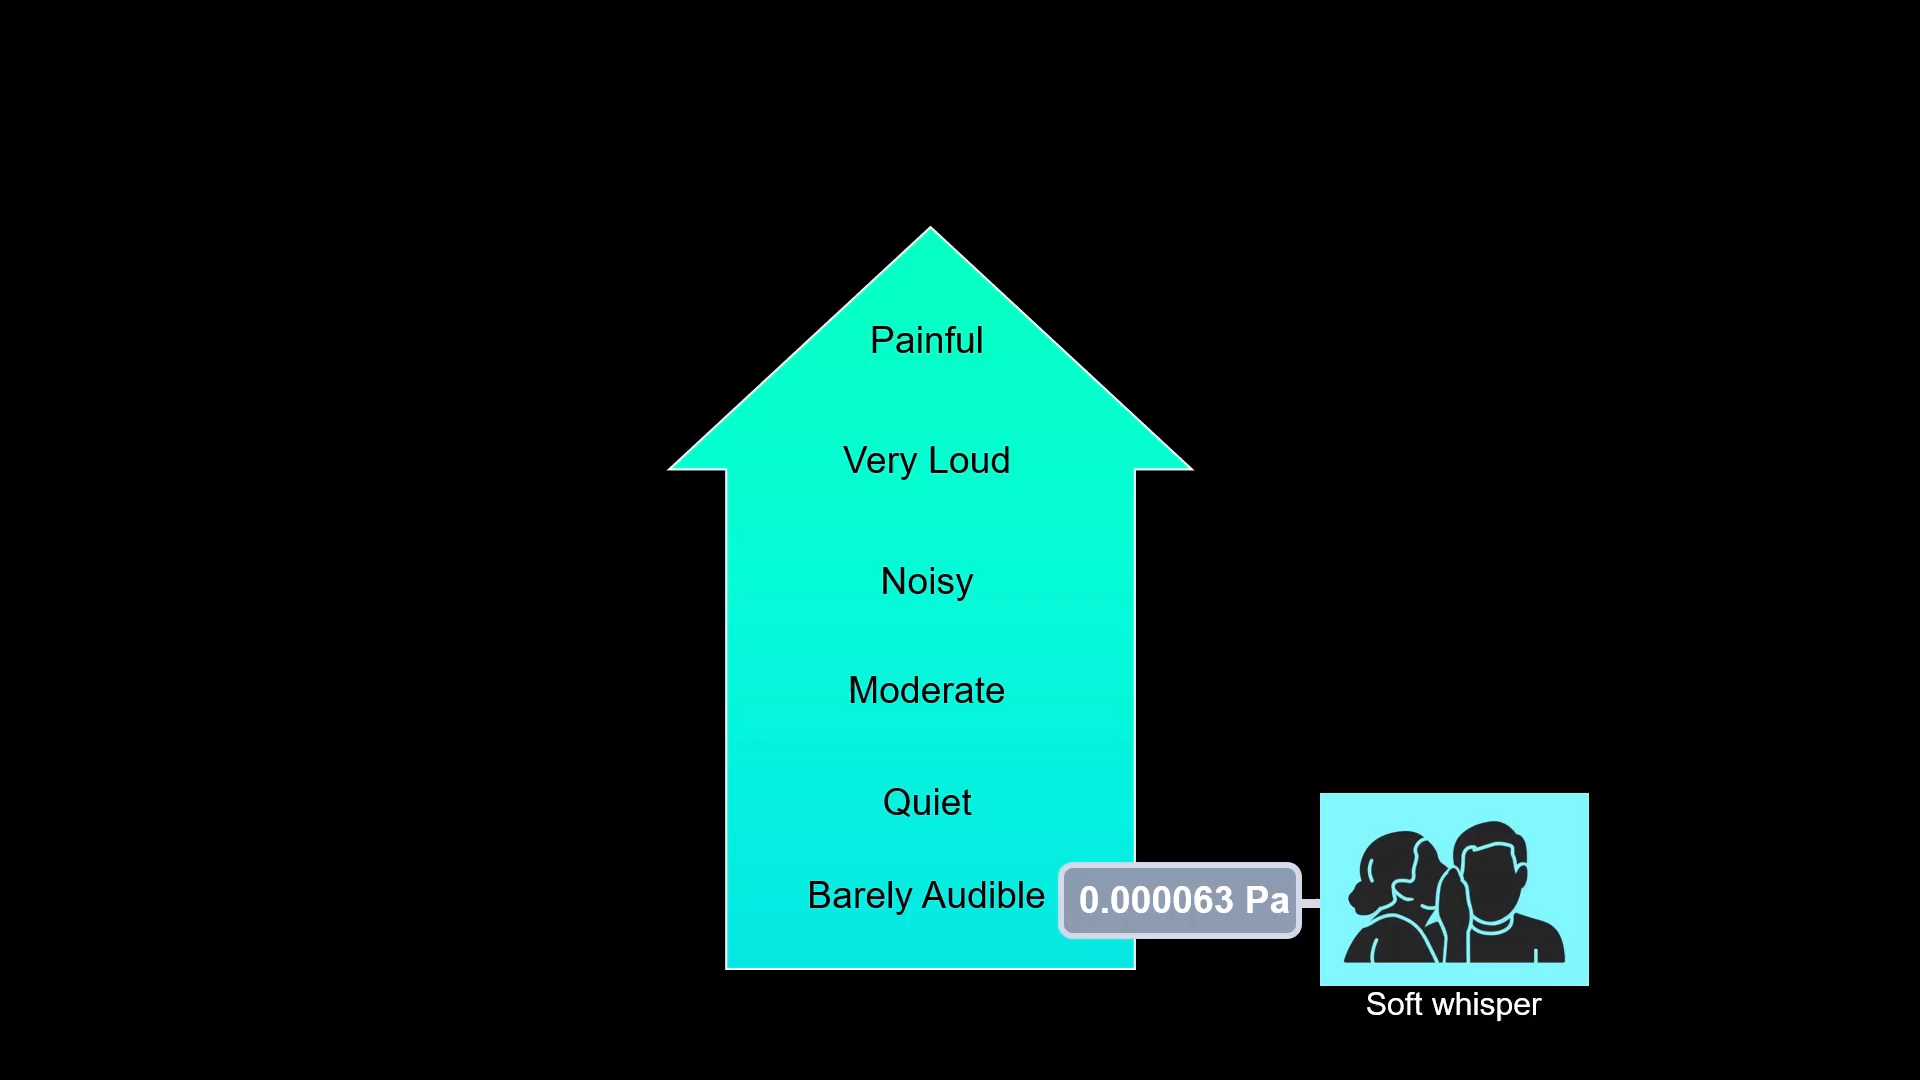 Painful
Very Loud
Noisy
Moderate
Quiet
Barely Audible
0.000063 Pa
Soft whisper